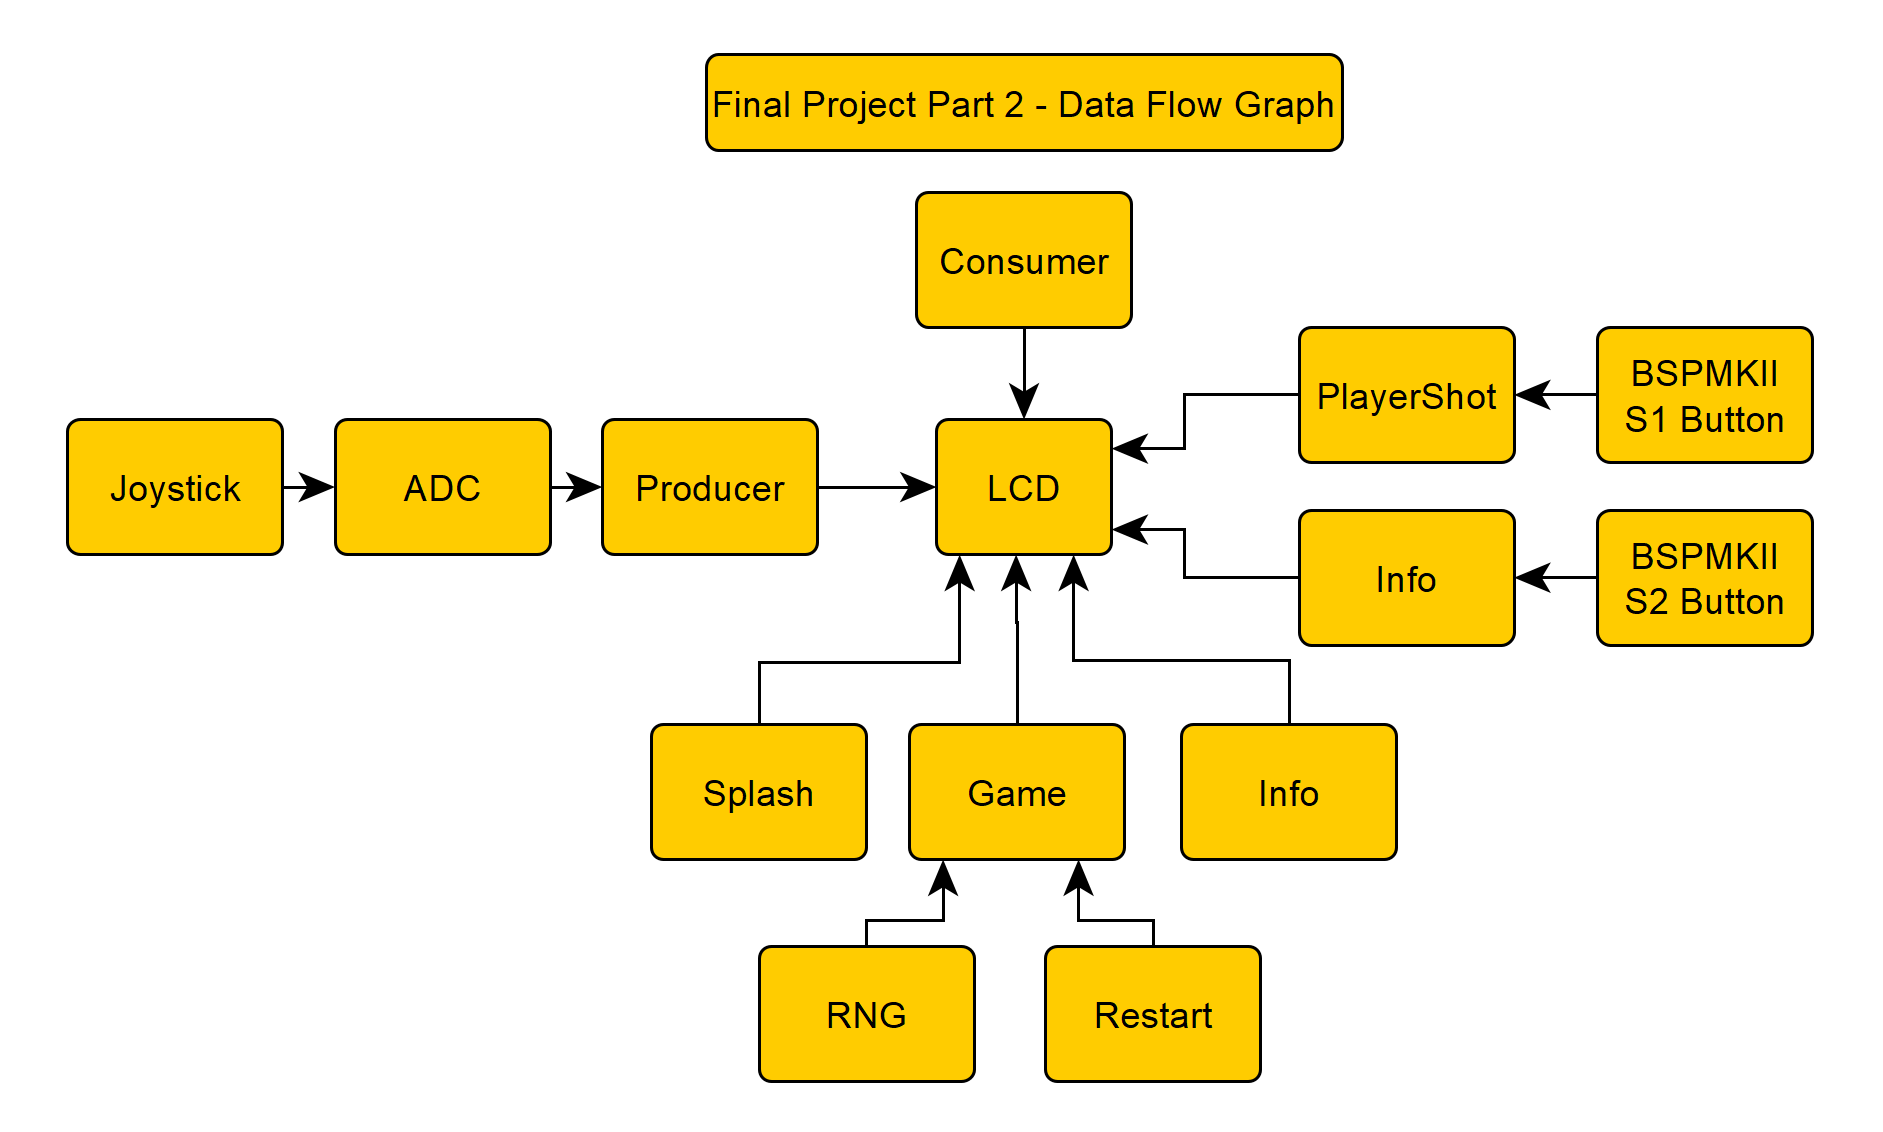 Final Project Part 2 - Data Flow Graph
Consumer
PlayerShot
BSPMKII
S1 Button
Joystick
ADC
Producer
LCD
Info
BSPMKII
S2 Button
Splash
Game
Info
RNG
Restart